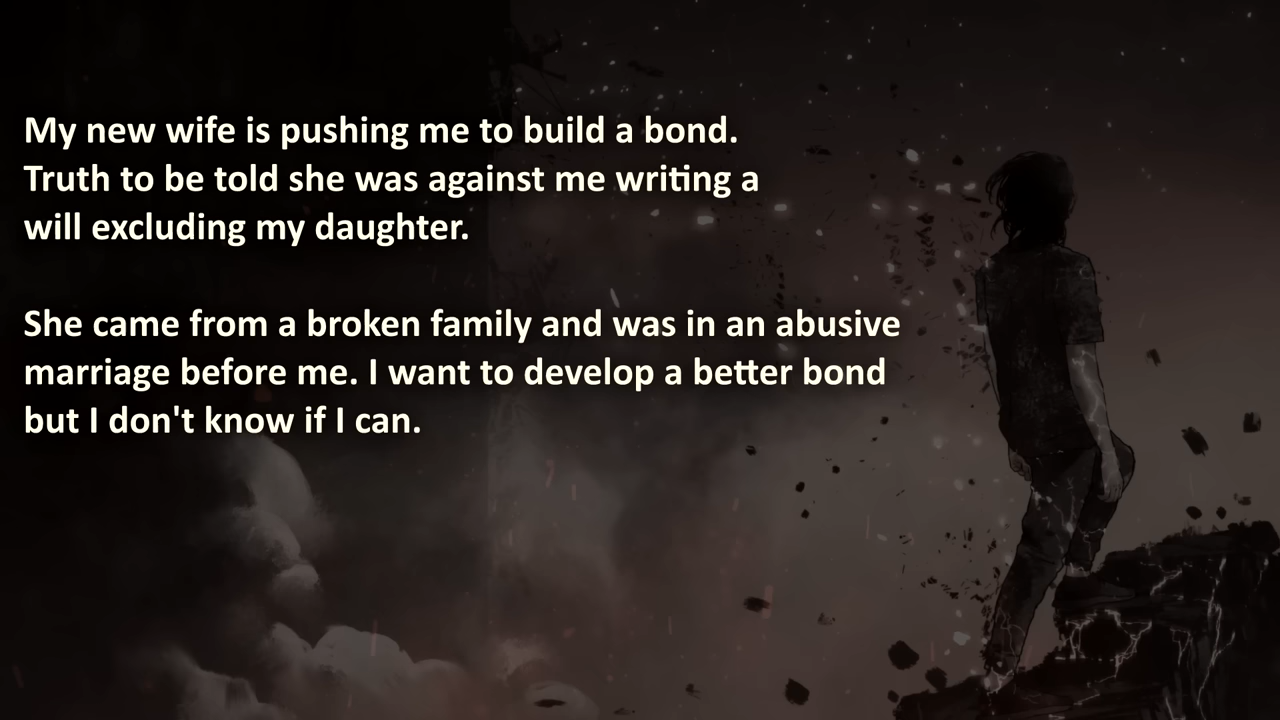 My new wife is pushing me to build a bond.
Truth to be told she was against me writing a
will excluding my daughter.
She came from a broken family and was in an abusive
marriage before me. I want to develop a better bond
but I don't know if I can.